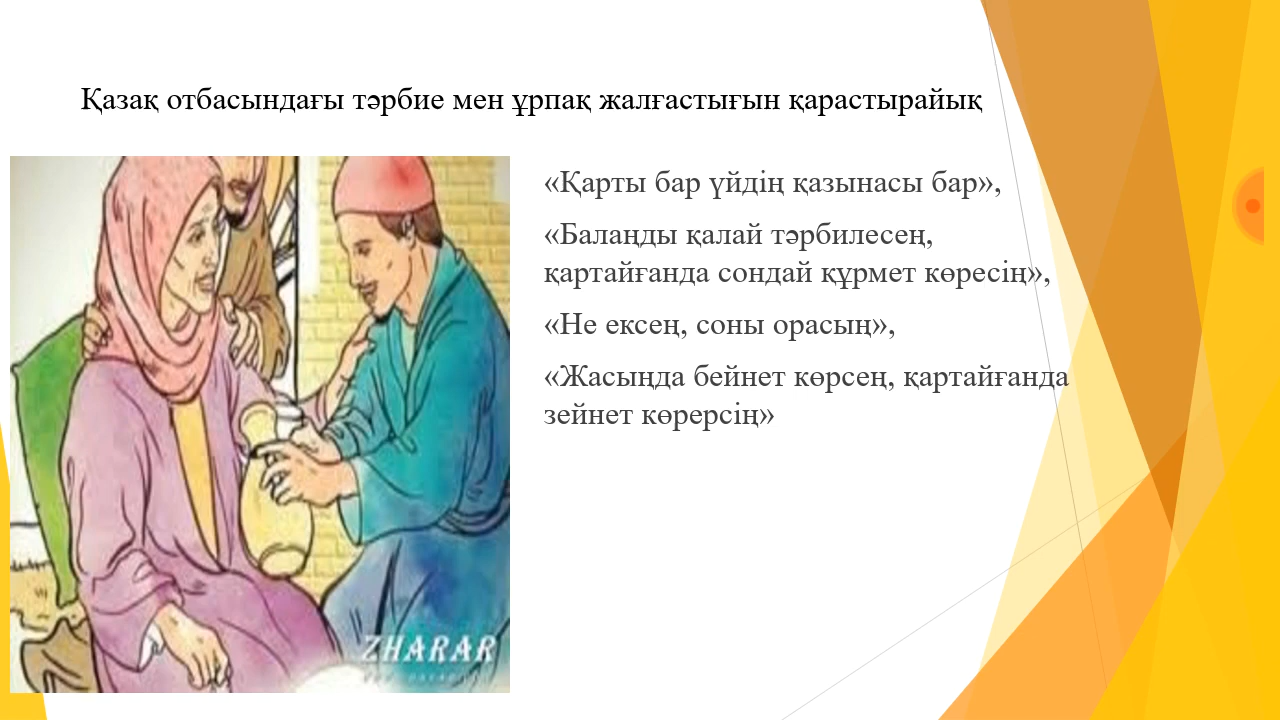 Қазақ отбасындағы тәрбие мен ұрпақ жалғастығын қарастырайық
«Қарты бар үйдің қазынасы бар»,
«Балаңды қалай тәрбилесең,
қартайғанда сондай құрмет көресің»,
«Не ексең, соны орасың»,
«Жасыңда бейнет көрсең, қартайғанда
зейнет көрерсің»
ZHARAR